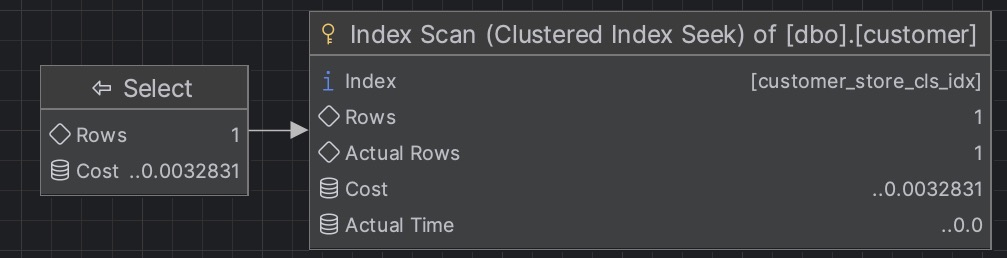 Select
Rows 1
Cost ..0.0032831
Index Scan (Clustered Index Seek) of [dbo].[customer]
Index [customer_store_cls_idx]
Rows 1
Actual Rows 1
Cost ..0.0032831
Actual Time ..0.0